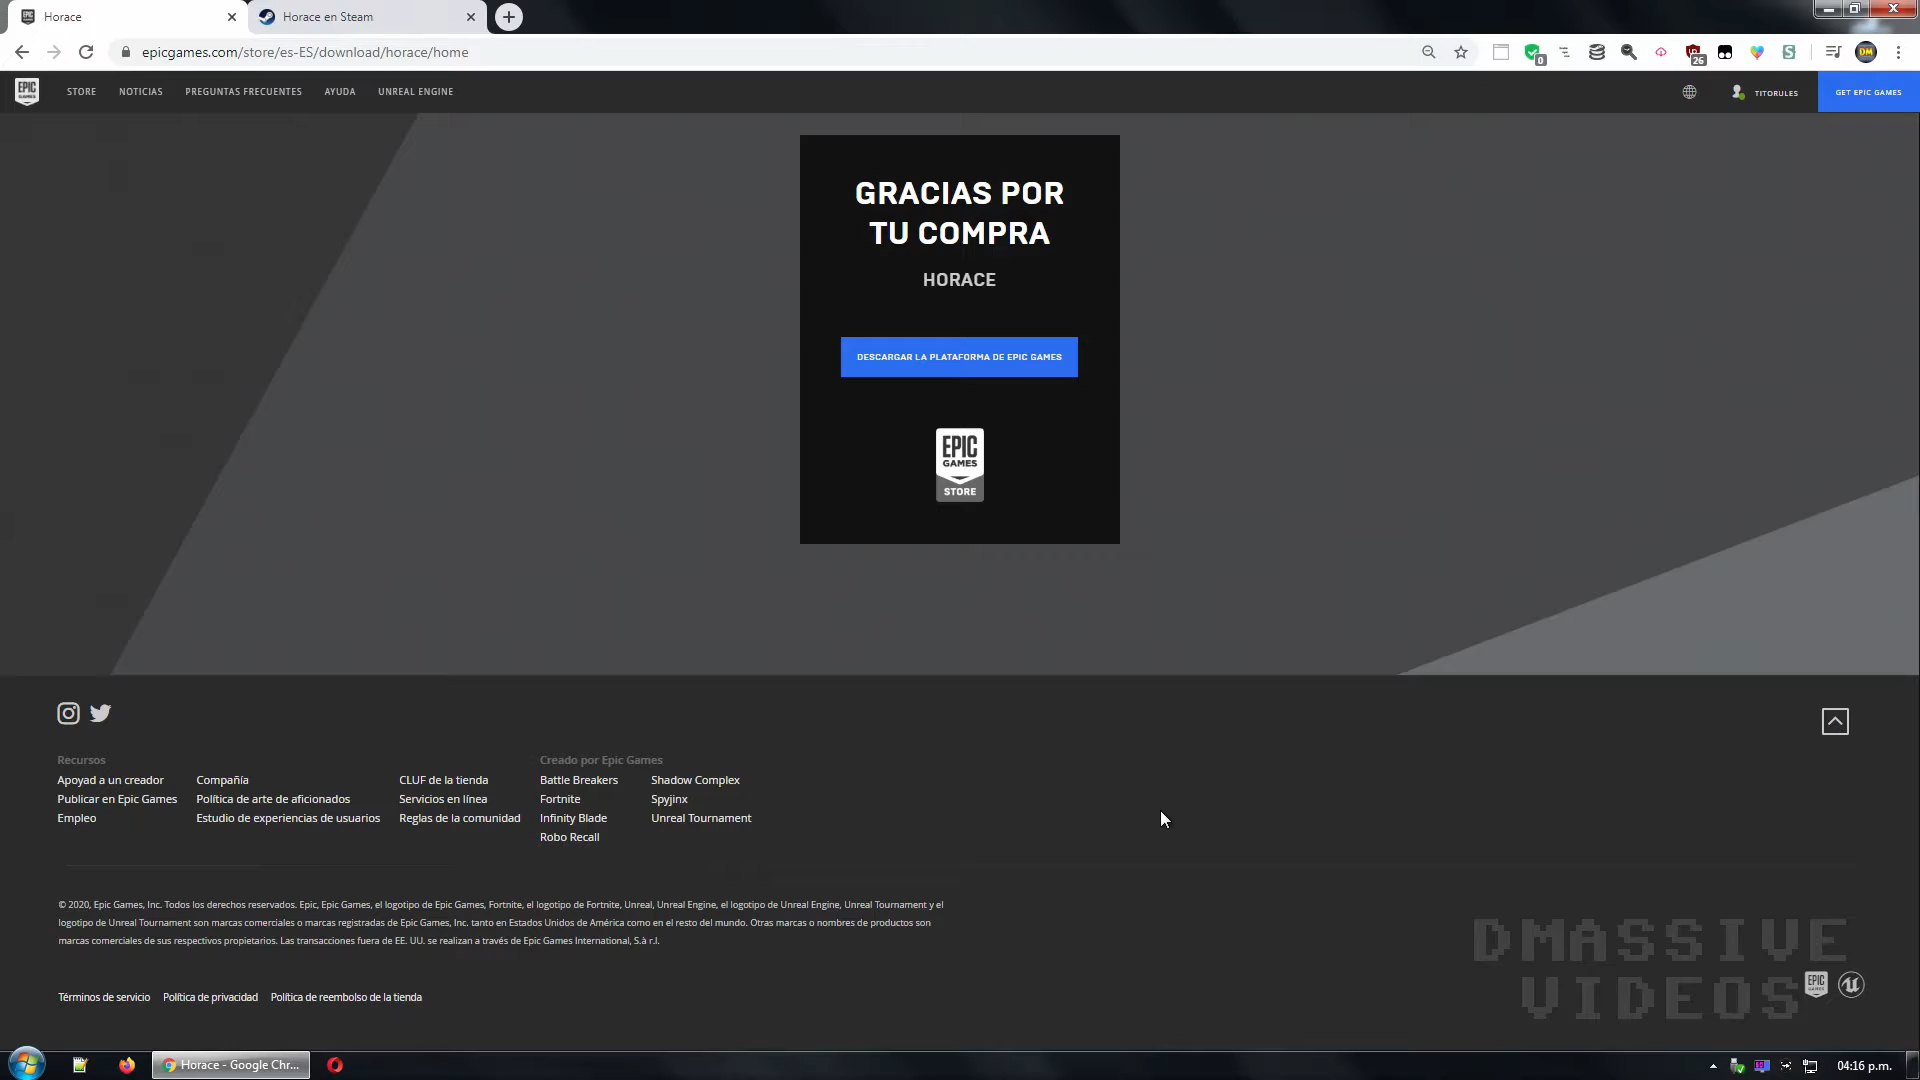 Horace
Horace en Steam
epicgames.com/store/es-ES/download/horace/home
0
26
DM
EPIC GAMES
STORE
NOTICIAS
PREGUNTAS FRECUENTES
AYUDA
UNREAL ENGINE
TITORULES
GET EPIC GAMES
GRACIAS POR
TU COMPRA
HORACE
DESCARGAR LA PLATAFORMA DE EPIC GAMES
EPIC
GAMES
STORE
Recursos
Apoyad a un creador
Publicar en Epic Games
Empleo
Compañía
Política de arte de aficionados
Estudio de experiencias de usuarios
CLUF de la tienda
Servicios en línea
Reglas de la comunidad
Creado por Epic Games
Battle Breakers
Fortnite
Infinity Blade
Robo Recall
Shadow Complex
Spyjinx
Unreal Tournament
© 2020, Epic Games, Inc. Todos los derechos reservados. Epic, Epic Games, el logotipo de Epic Games, Fortnite, el logotipo de Fortnite, Unreal, Unreal Engine, el logotipo de Unreal Engine, Unreal Tournament y el
logotipo de Unreal Tournament son marcas comerciales o marcas registradas de Epic Games, Inc. tanto en Estados Unidos de América como en el resto del mundo. Otras marcas o nombres de productos son
marcas comerciales de sus respectivos propietarios. Las transacciones fuera de EE. UU. se realizan a través de Epic Games International, S.à r.l.
DMASSIVE
VIDEOS
EPIC GAMES
Términos de servicio
Política de privacidad
Política de reembolso de la tienda
Horace - Google Chr...
04:16 p.m.